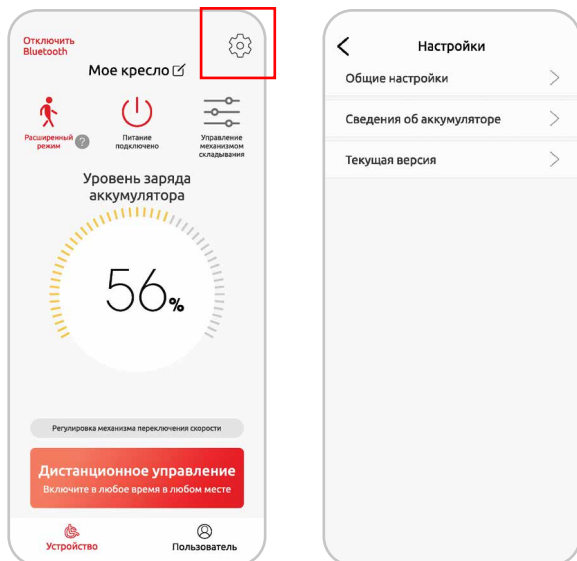 Отключить
Bluetooth
Мое кресло
Расширенный
режим
?
Питание
подключено
Управление
механизмом
складывания
Уровень заряда
аккумулятора
56%
Регулировка механизма переключения скорости
Дистанционное управление
Включите в любое время в любом месте
Устройство
Пользователь
Настройки
Общие настройки
Сведения об аккумуляторе
Текущая версия